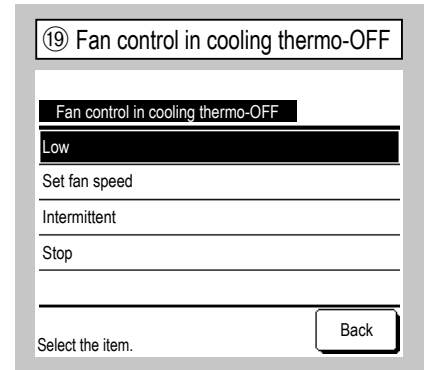 ⑲ Fan control in cooling thermo-OFF
Fan control in cooling thermo-OFF
Low
Set fan speed
Intermittent
Stop
Select the item.
Back